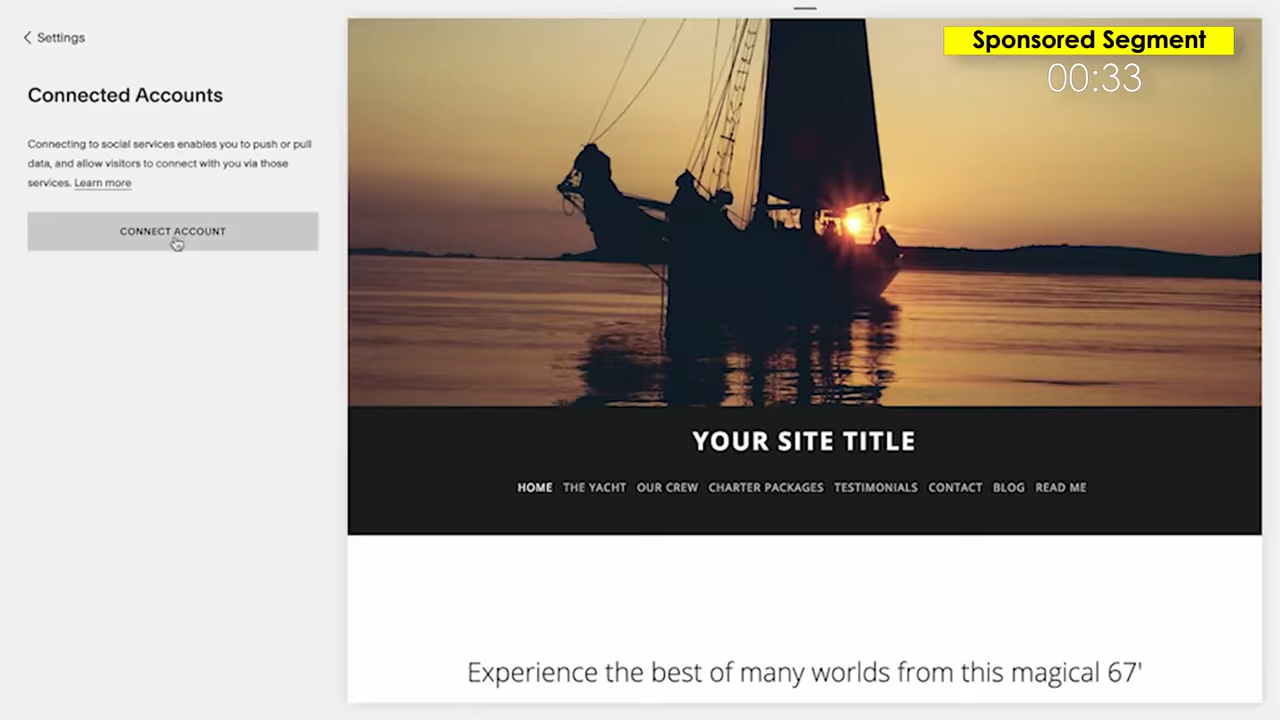 Settings
Connected Accounts
Connecting to social services enables you to push or pull
data, and allow visitors to connect with you via those
services. Learn more
CONNECT ACCOUNT
Sponsored Segment
00:33
YOUR SITE TITLE
HOME THE YACHT OUR CREW CHARTER PACKAGES TESTIMONIALS CONTACT BLOG READ ME
Experience the best of many worlds from this magical 67'